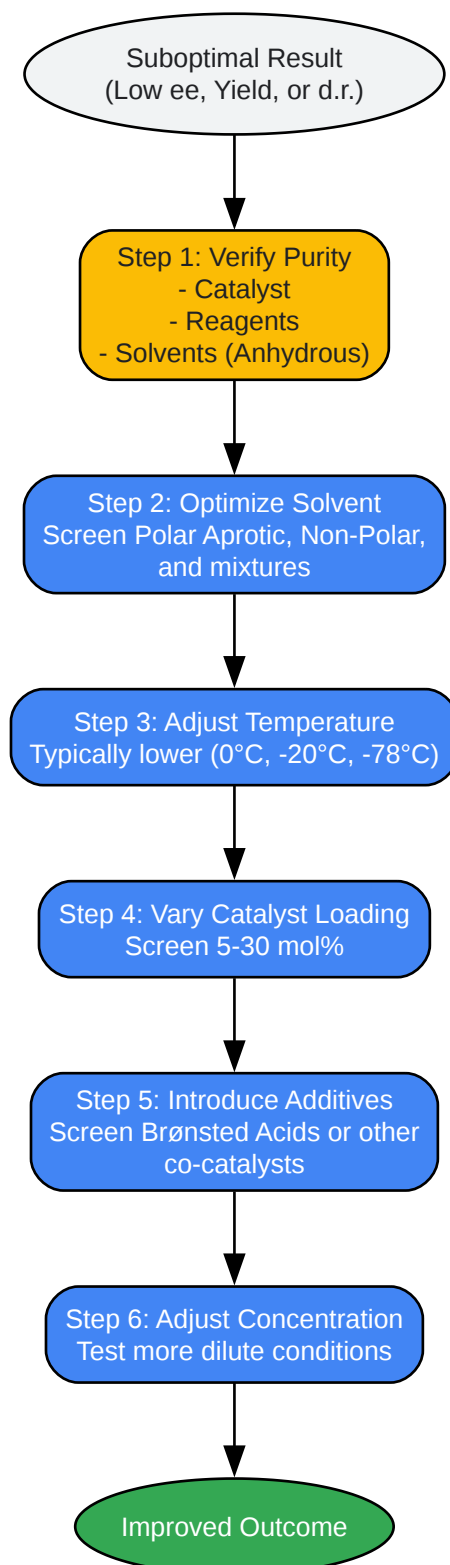 Suboptimal Result
(Low ee, Yield, or d.r.)
Step 1: Verify Purity
- Catalyst
- Reagents
- Solvents (Anhydrous)
Step 2: Optimize Solvent
Screen Polar Aprotic, Non-Polar,
and mixtures
Step 3: Adjust Temperature
Typically lower (0°C, -20°C, -78°C)
Step 4: Vary Catalyst Loading
Screen 5-30 mol%
Step 5: Introduce Additives
Screen Brønsted Acids or other
co-catalysts
Step 6: Adjust Concentration
Test more dilute conditions
Improved Outcome